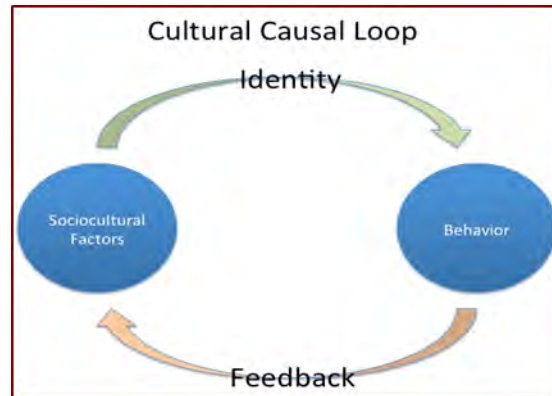 Cultural Causal Loop
Identity
Sociocultural
Factors
Behavior
Feedback